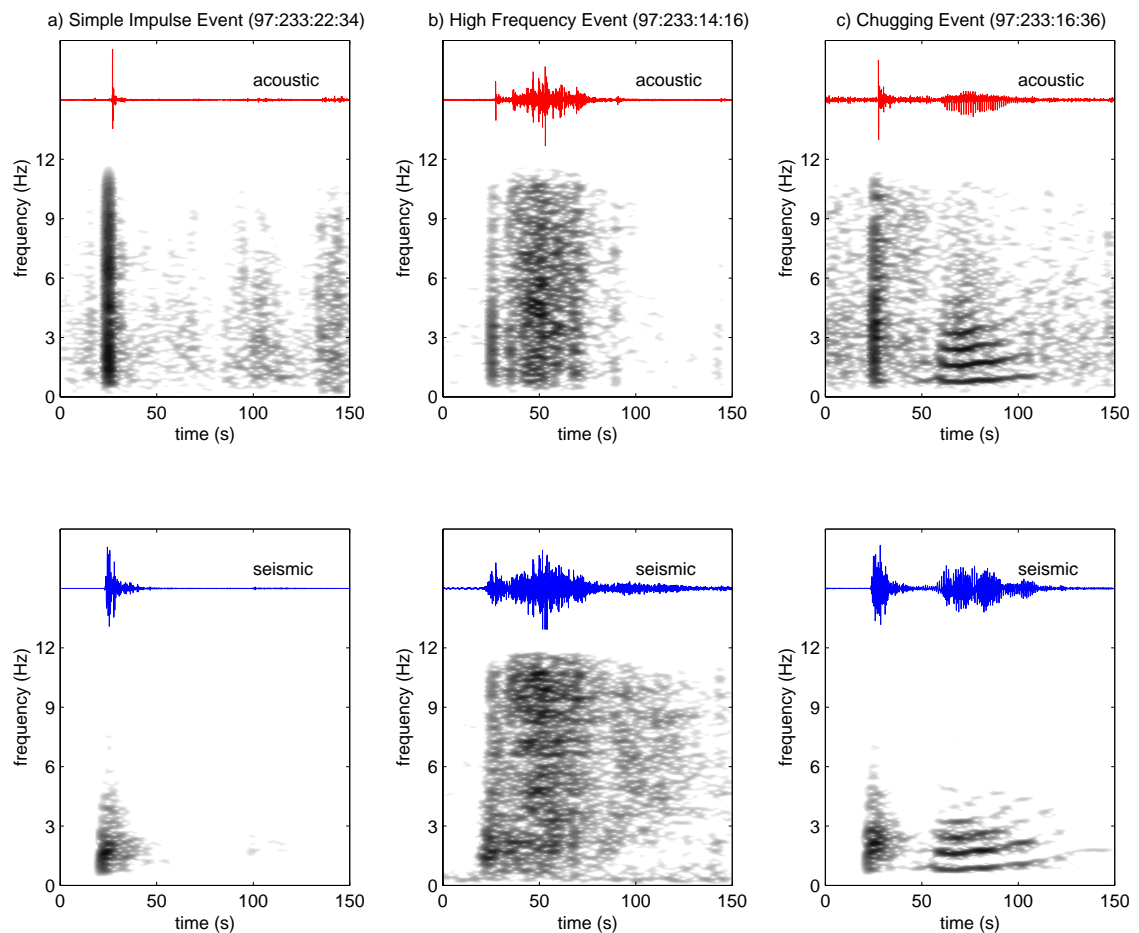 a) Simple Impulse Event (97:233:22:34)
acoustic
12
9
6
3
0
frequency (Hz)
0 50 100 150
time (s)
b) High Frequency Event (97:233:14:16)
acoustic
12
9
6
3
0
frequency (Hz)
0 50 100 150
time (s)
c) Chugging Event (97:233:16:36)
acoustic
12
9
6
3
0
frequency (Hz)
0 50 100 150
time (s)
seismic
12
9
6
3
0
frequency (Hz)
0 50 100 150
time (s)
seismic
12
9
6
3
0
frequency (Hz)
0 50 100 150
time (s)
seismic
12
9
6
3
0
frequency (Hz)
0 50 100 150
time (s)